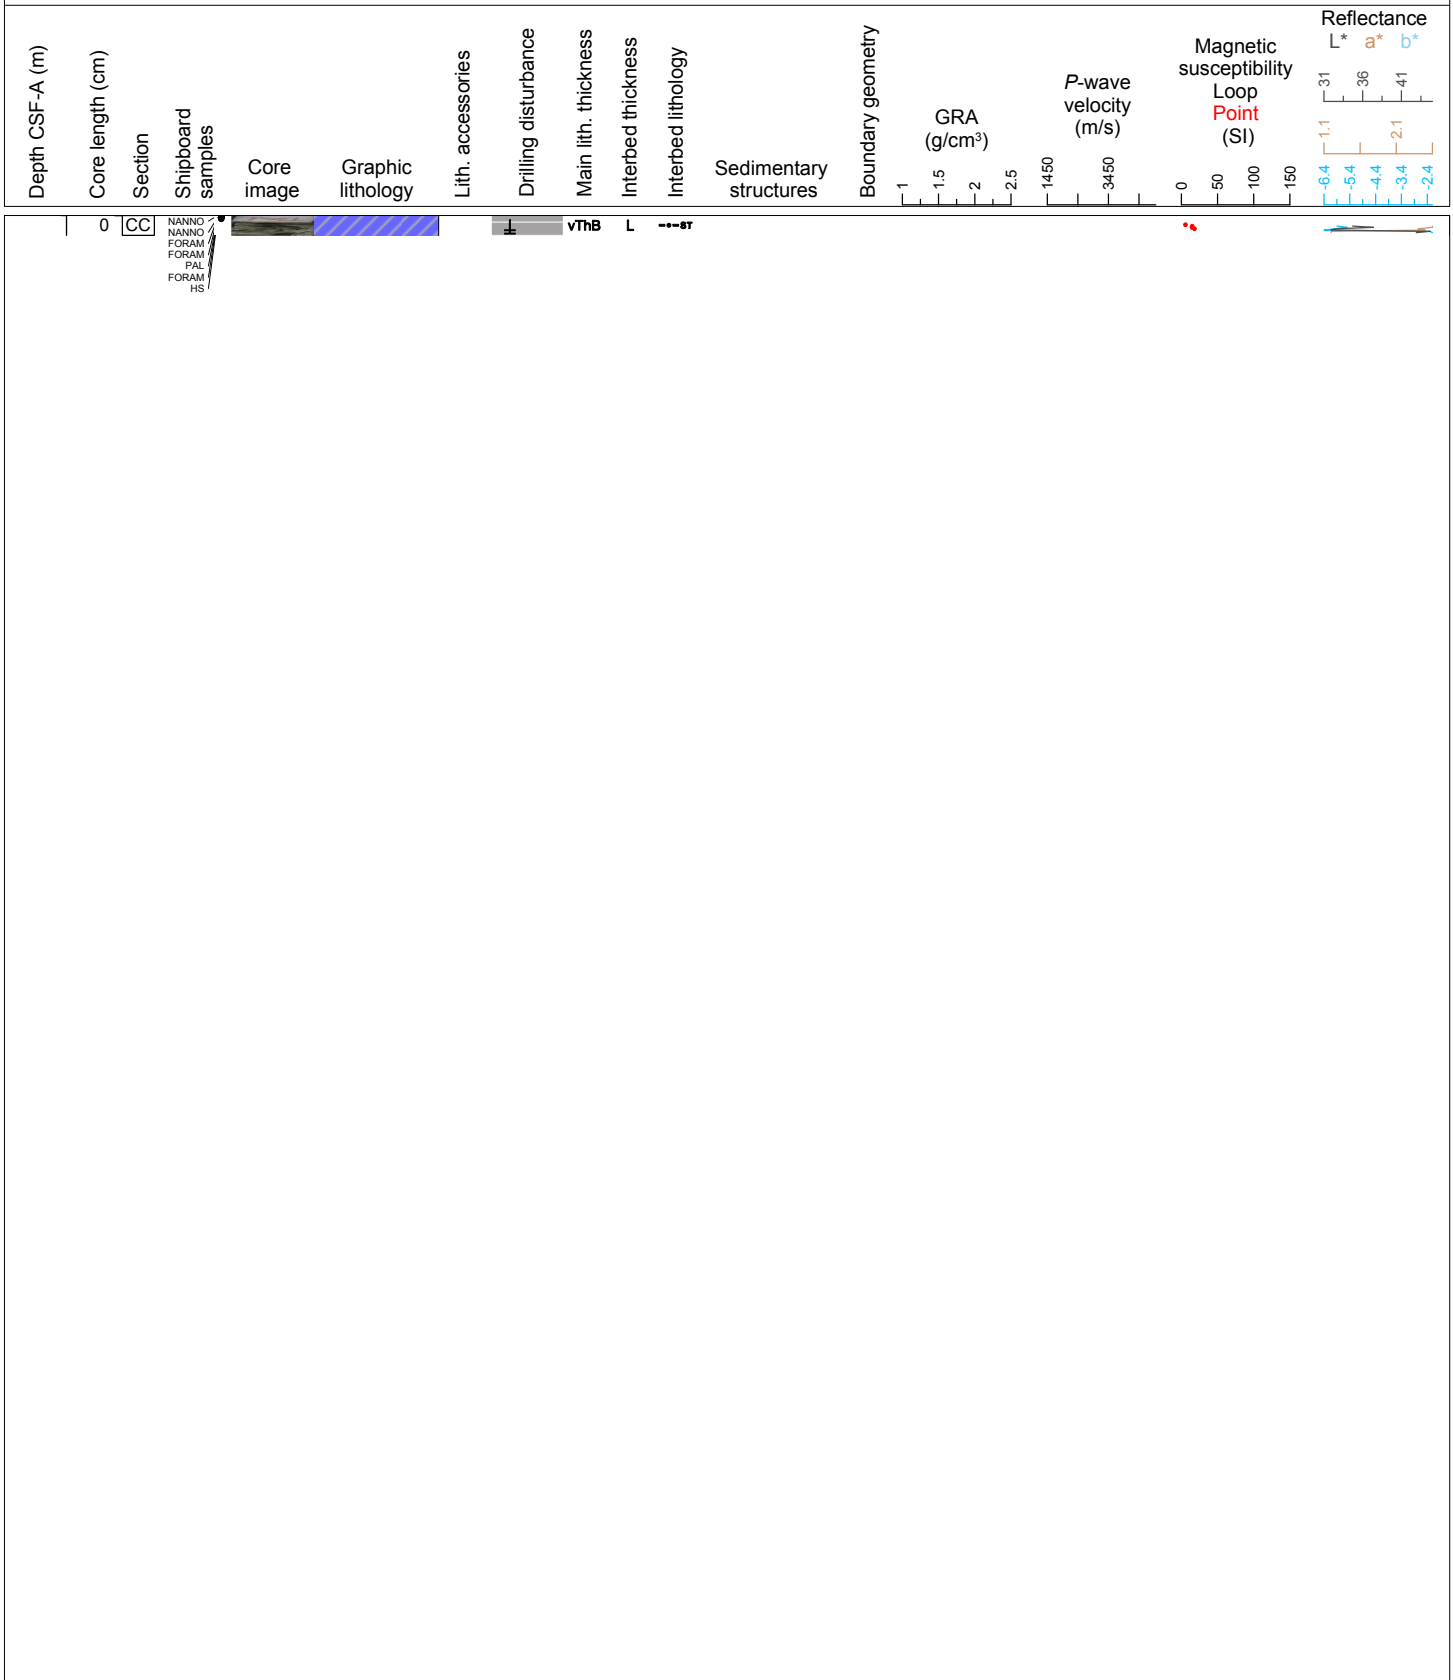 Depth CSF-A (m)
Core length (cm)
Section
Shipboard
samples
Core
image
Graphic
lithology
Lith. accessories
Drilling disturbance
Main lith. thickness
Interbed thickness
Interbed lithology
Sedimentary
structures
Boundary geometry
GRA
(g/cm³)
1 1.5 2 2.5
P-wave
velocity
(m/s)
1450 3450
Magnetic
susceptibility
Loop
Point
(SI)
0 50 100 150
Reflectance
L* a* b*
31 36 41
1.1 2.1
-6.4 -5.4 -4.4 -3.4 -2.4
0 CC
NANNO
NANNO
FORAM
FORAM
PAL
FORAM
HS
vThB L ST